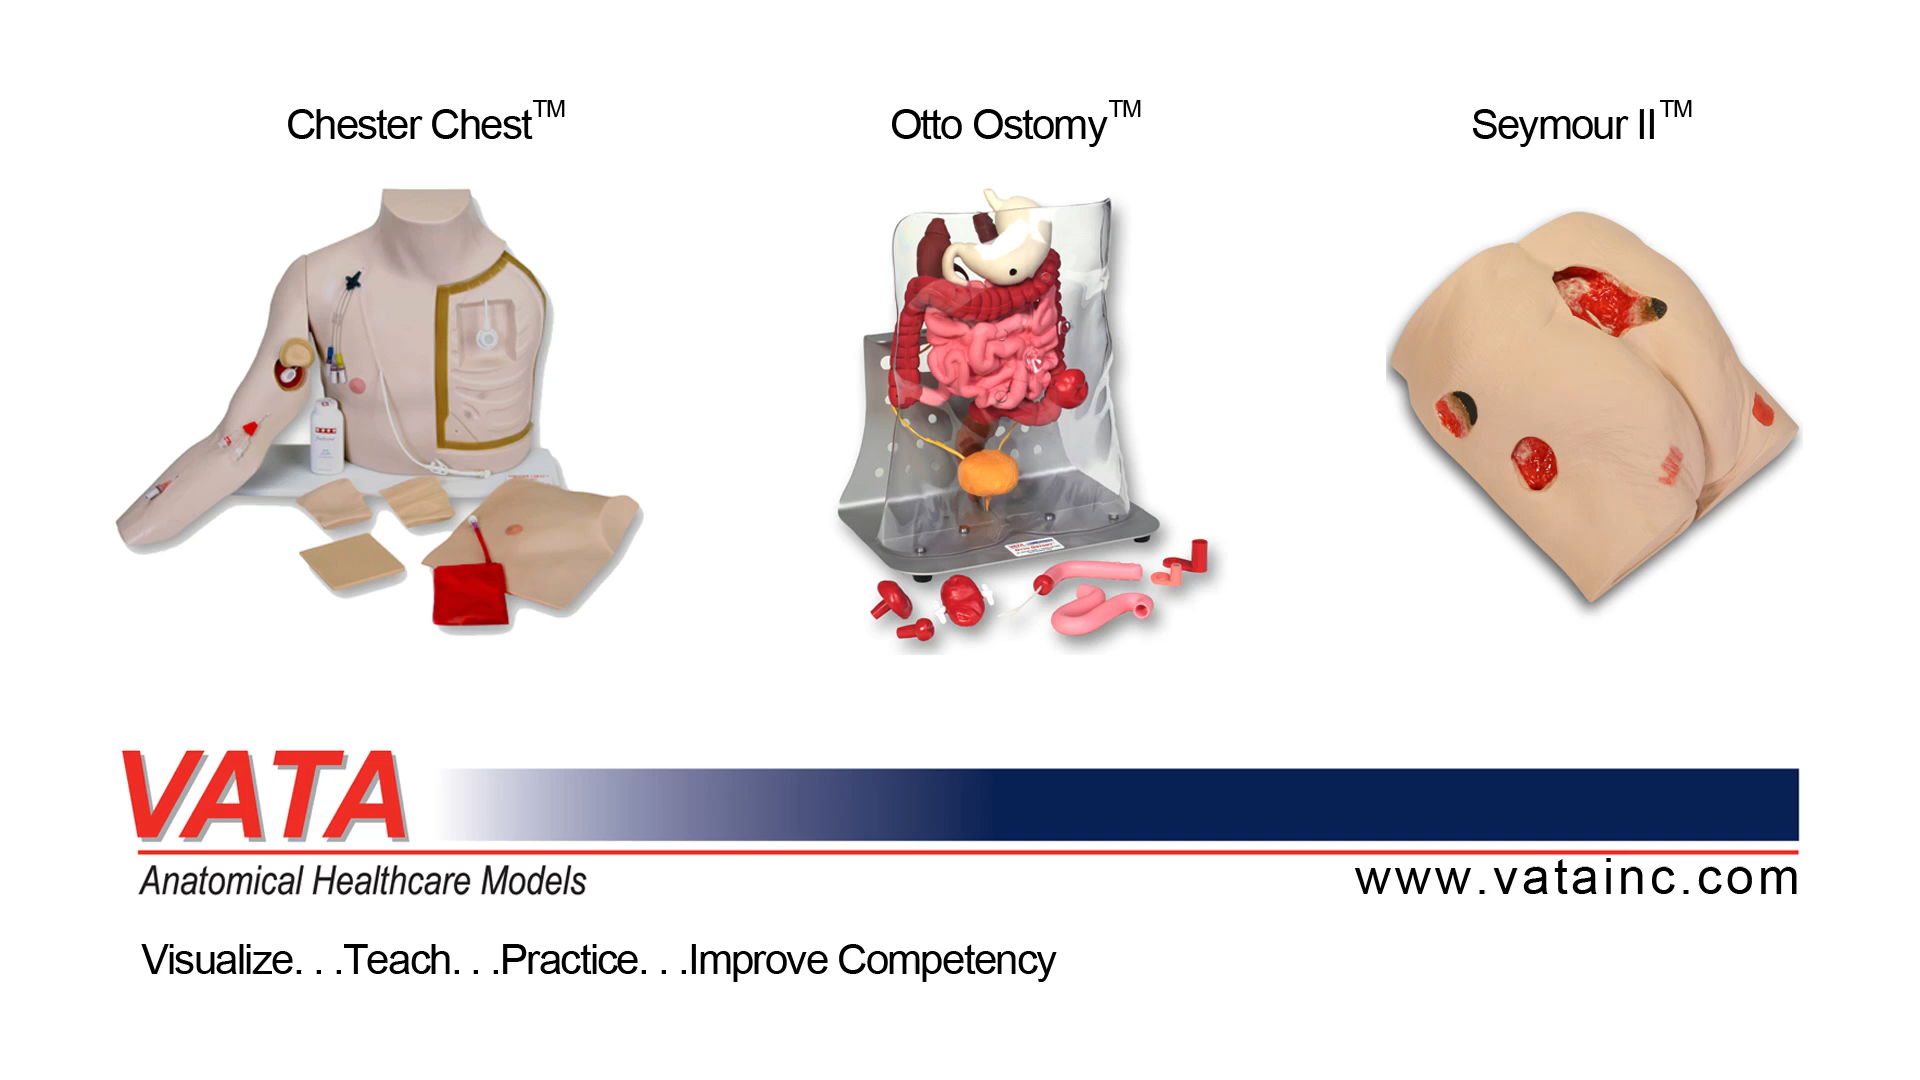 Chester Chest™
Otto Ostomy™
Seymour II™
VATA
Anatomical Healthcare Models
www.vatainc.com
Visualize. . .Teach. . .Practice. . .Improve Competency